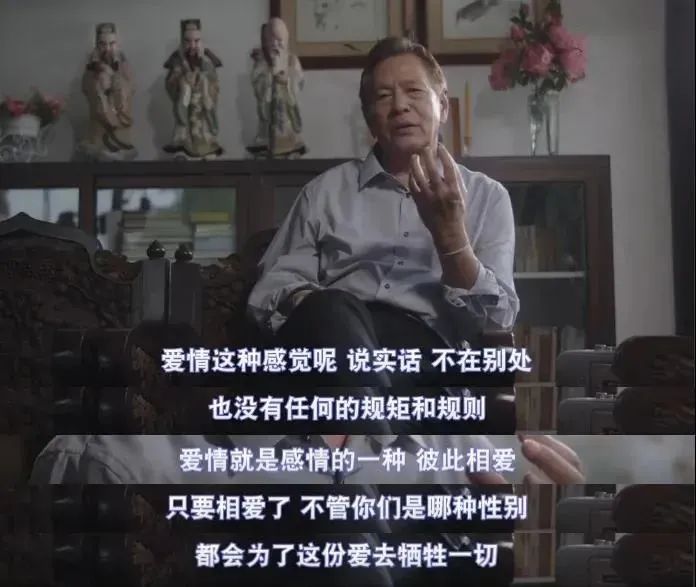 爱情这种感觉呢 说实话 不在别处
也没有任何的规矩和规则
爱情就是感情的一种 彼此相爱
只要相爱了 不管你们是哪种性别
都会为了这份爱去牺牲一切